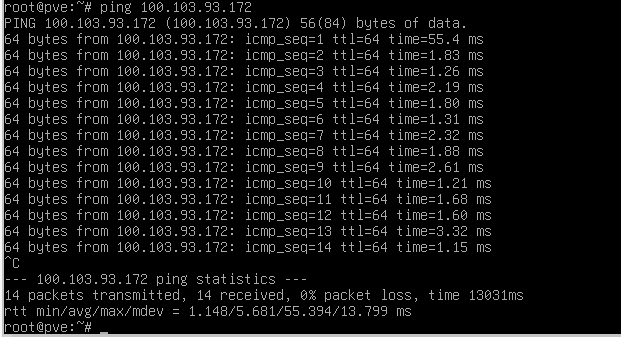 root@pve:~# ping 100.103.93.172
PING 100.103.93.172 (100.103.93.172) 56(84) bytes of data.
64 bytes from 100.103.93.172: icmp_seq=1 ttl=64 time=55.4 ms
64 bytes from 100.103.93.172: icmp_seq=2 ttl=64 time=1.83 ms
64 bytes from 100.103.93.172: icmp_seq=3 ttl=64 time=1.26 ms
64 bytes from 100.103.93.172: icmp_seq=4 ttl=64 time=2.19 ms
64 bytes from 100.103.93.172: icmp_seq=5 ttl=64 time=1.80 ms
64 bytes from 100.103.93.172: icmp_seq=6 ttl=64 time=1.31 ms
64 bytes from 100.103.93.172: icmp_seq=7 ttl=64 time=2.32 ms
64 bytes from 100.103.93.172: icmp_seq=8 ttl=64 time=1.88 ms
64 bytes from 100.103.93.172: icmp_seq=9 ttl=64 time=2.61 ms
64 bytes from 100.103.93.172: icmp_seq=10 ttl=64 time=1.21 ms
64 bytes from 100.103.93.172: icmp_seq=11 ttl=64 time=1.68 ms
64 bytes from 100.103.93.172: icmp_seq=12 ttl=64 time=1.60 ms
64 bytes from 100.103.93.172: icmp_seq=13 ttl=64 time=3.32 ms
64 bytes from 100.103.93.172: icmp_seq=14 ttl=64 time=1.15 ms
^C
--- 100.103.93.172 ping statistics ---
14 packets transmitted, 14 received, 0% packet loss, time 13031ms
rtt min/avg/max/mdev = 1.148/5.681/55.394/13.799 ms
root@pve:~# _